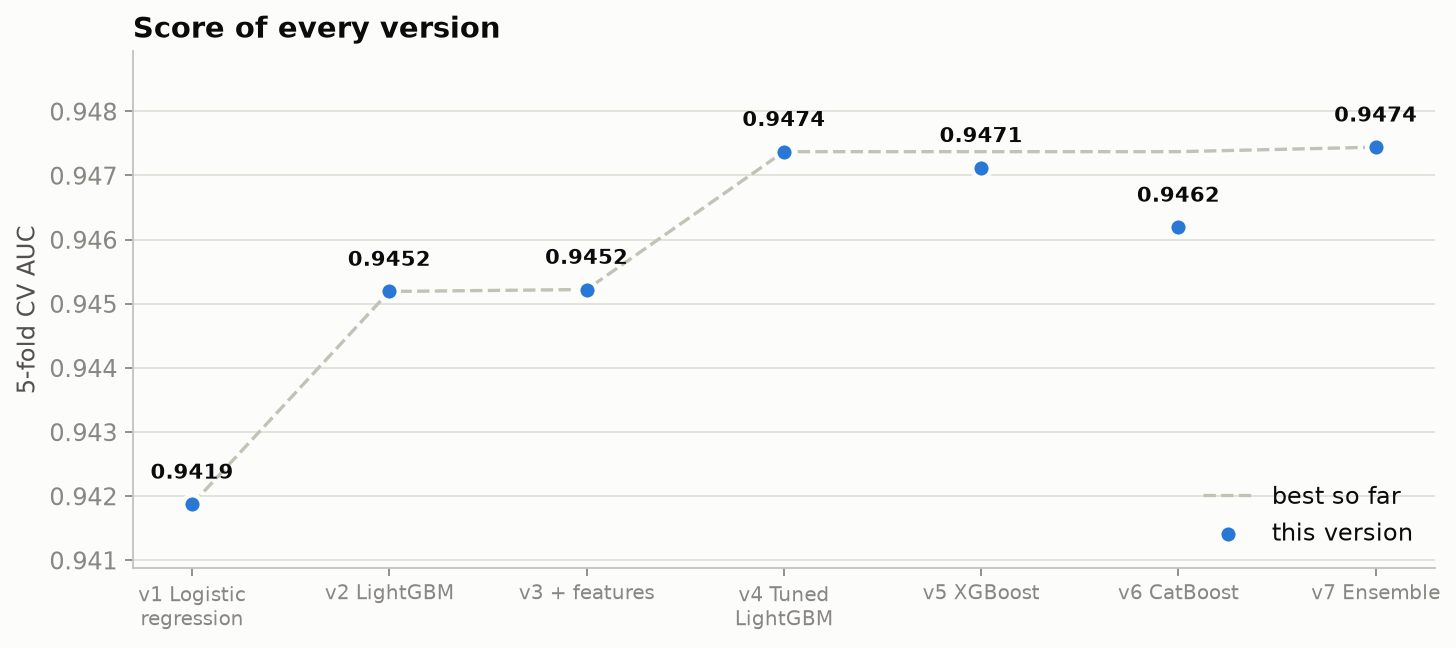 Score of every version
5-fold CV AUC
0.948
0.947
0.946
0.945
0.944
0.943
0.942
0.941
0.9419
0.9452
0.9452
0.9474
0.9471
0.9462
0.9474
best so far
this version
v1 Logistic
regression
v2 LightGBM
v3 + features
v4 Tuned
LightGBM
v5 XGBoost
v6 CatBoost
v7 Ensemble